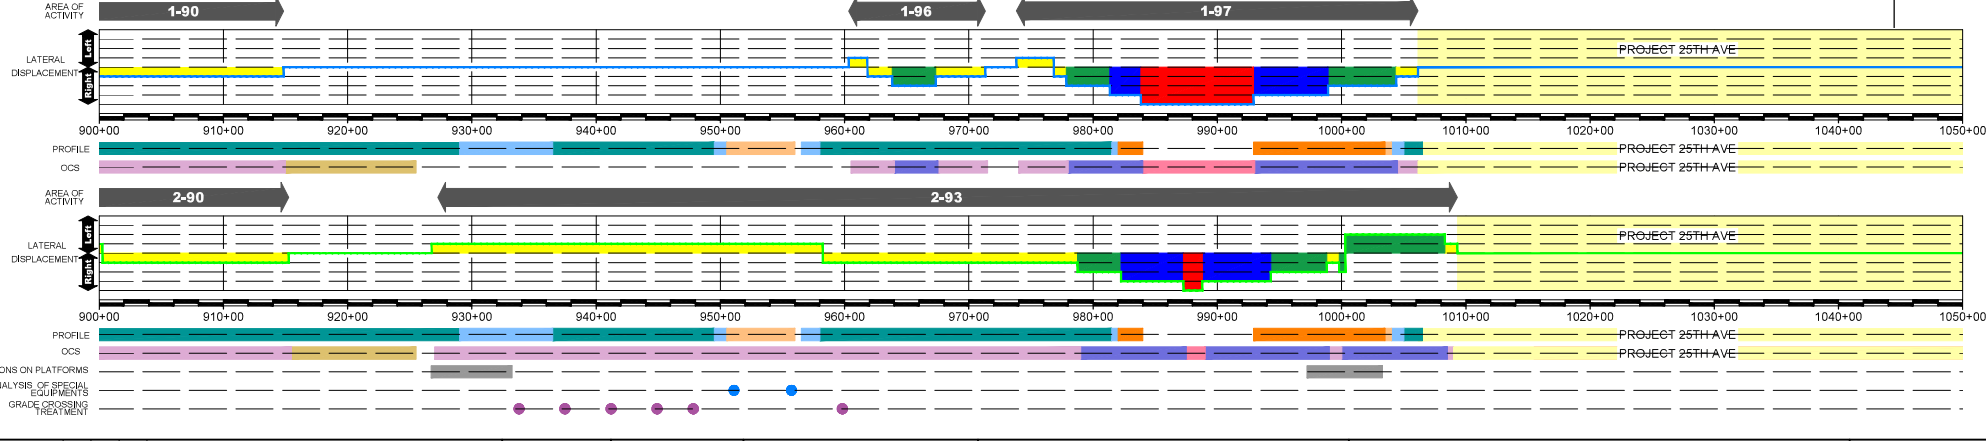 AREA OF
ACTIVITY
1-90
1-96
1-97
Left
Right
LATERAL
DISPLACEMENT
PROJECT 25TH AVE
900+00 910+00 920+00 930+00 940+00 950+00 960+00 970+00 980+00 990+00 1000+00 1010+00 1020+00 1030+00 1040+00 1050+00
PROFILE
PROJECT 25TH AVE
OCS
PROJECT 25TH AVE
AREA OF
ACTIVITY
2-90
2-93
Left
Right
LATERAL
DISPLACEMENT
PROJECT 25TH AVE
900+00 910+00 920+00 930+00 940+00 950+00 960+00 970+00 980+00 990+00 1000+00 1010+00 1020+00 1030+00 1040+00 1050+00
PROFILE
PROJECT 25TH AVE
OCS
PROJECT 25TH AVE
ONS ON PLATFORMS
NALYSIS OF SPECIAL
EQUIPMENTS
GRADE CROSSING
TREATMENT